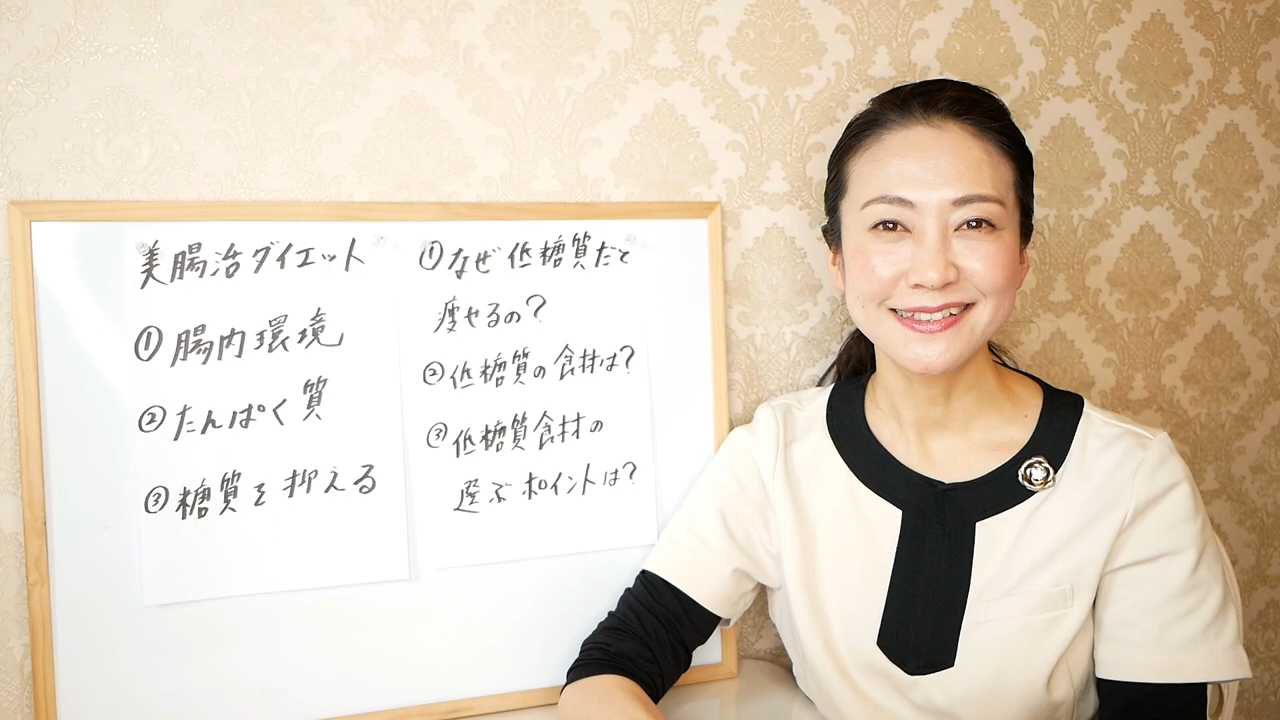 美腸治ダイエット
①腸内環境
②たんぱく質
③糖質を抑える
①なぜ低糖質だと
痩せるの?
②低糖質の食材は?
③低糖質食材の
選ぶポイントは?